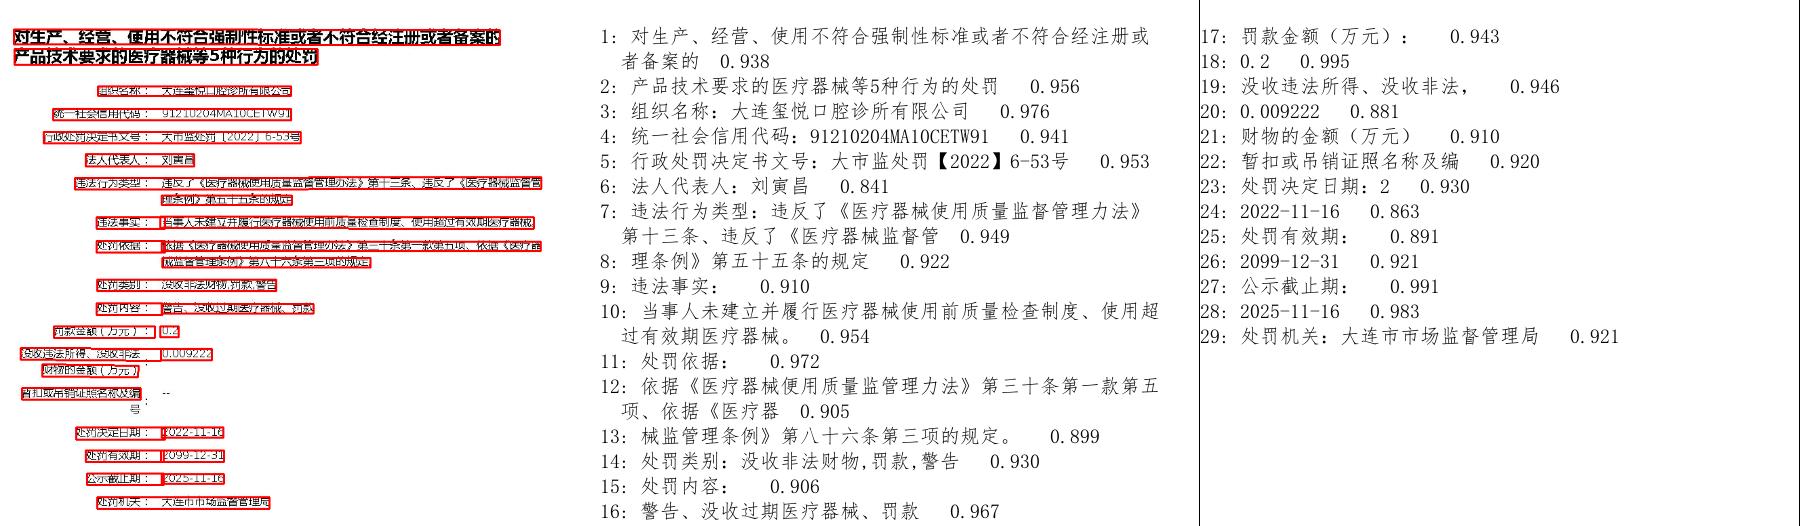 对生产、经营、使用不符合强制性标准或者不符合经注册或者备案的
产品技术要求的医疗器械等5种行为的处罚
组织名称： 大连玺悦口腔诊所有限公司
统一社会信用代码： 91210204MA10CETW91
行政处罚决定书文号： 大市监处罚〔2022〕6-53号
法人代表人： 刘寅昌
违法行为类型： 违反了《医疗器械使用质量监督管理办法》第十三条、违反了《医疗器械监督管
理条例》第五十五条的规定
违法事实： 当事人未建立并履行医疗器械使用前质量检查制度、使用超过有效期医疗器械。
处罚依据： 依据《医疗器械使用质量监督管理办法》第三十条第一款第五项、依据《医疗器
械监督管理条例》第八十六条第三项的规定。
处罚类别： 没收非法财物,罚款,警告
处罚内容： 警告、没收过期医疗器械、罚款
罚款金额（万元）： 0.2
没收违法所得、没收非法 0.009222
财物的金额（万元）：
暂扣或吊销证照名称及编 --
号：
处罚决定日期： 2022-11-16
处罚有效期： 2099-12-31
公示截止期： 2025-11-16
处罚机关： 大连市市场监督管理局
1: 对生产、经营、使用不符合强制性标准或者不符合经注册或
者备案的 0.938
2: 产品技术要求的医疗器械等5种行为的处罚 0.956
3: 组织名称: 大连玺悦口腔诊所有限公司 0.976
4: 统一社会信用代码: 91210204MA10CETW91 0.941
5: 行政处罚决定书文号: 大市监处罚【2022】6-53号 0.953
6: 法人代表人: 刘寅昌 0.841
7: 违法行为类型: 违反了《医疗器械使用质量监督管理力法》
第十三条、违反了《医疗器械监督管 0.949
8: 理条例》第五十五条的规定 0.922
9: 违法事实: 0.910
10: 当事人未建立并履行医疗器械使用前质量检查制度、使用超
过有效期医疗器械。 0.954
11: 处罚依据: 0.972
12: 依据《医疗器械使用质量监管理力法》第三十条第一款第五
项、依据《医疗器 0.905
13: 械监管理条例》第八十六条第三项的规定。 0.899
14: 处罚类别: 没收非法财物,罚款,警告 0.930
15: 处罚内容: 0.906
16: 警告、没收过期医疗器械、罚款 0.967
17: 罚款金额（万元）: 0.943
18: 0.2 0.995
19: 没收违法所得、没收非法, 0.946
20: 0.009222 0.881
21: 财物的金额（万元） 0.910
22: 暂扣或吊销证照名称及编 0.920
23: 处罚决定日期: 2 0.930
24: 2022-11-16 0.863
25: 处罚有效期: 0.891
26: 2099-12-31 0.921
27: 公示截止期: 0.991
28: 2025-11-16 0.983
29: 处罚机关: 大连市市场监督管理局 0.921